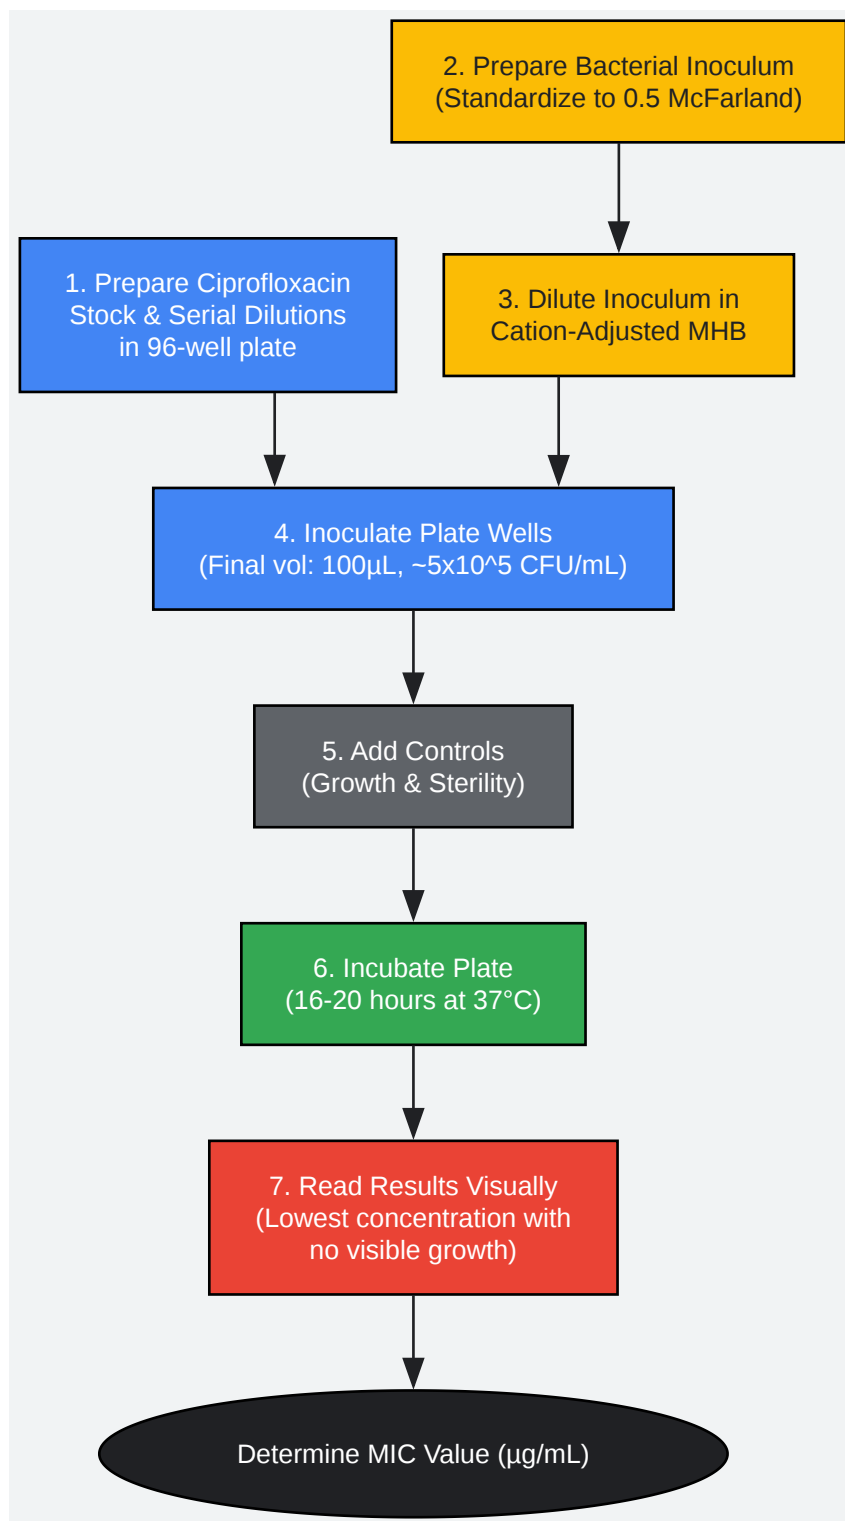 2. Prepare Bacterial Inoculum
(Standardize to 0.5 McFarland)
1. Prepare Ciprofloxacin
Stock & Serial Dilutions
in 96-well plate
3. Dilute Inoculum in
Cation-Adjusted MHB
4. Inoculate Plate Wells
(Final vol: 100µL, ~5x10^5 CFU/mL)
5. Add Controls
(Growth & Sterility)
6. Incubate Plate
(16-20 hours at 37°C)
7. Read Results Visually
(Lowest concentration with
no visible growth)
Determine MIC Value (µg/mL)